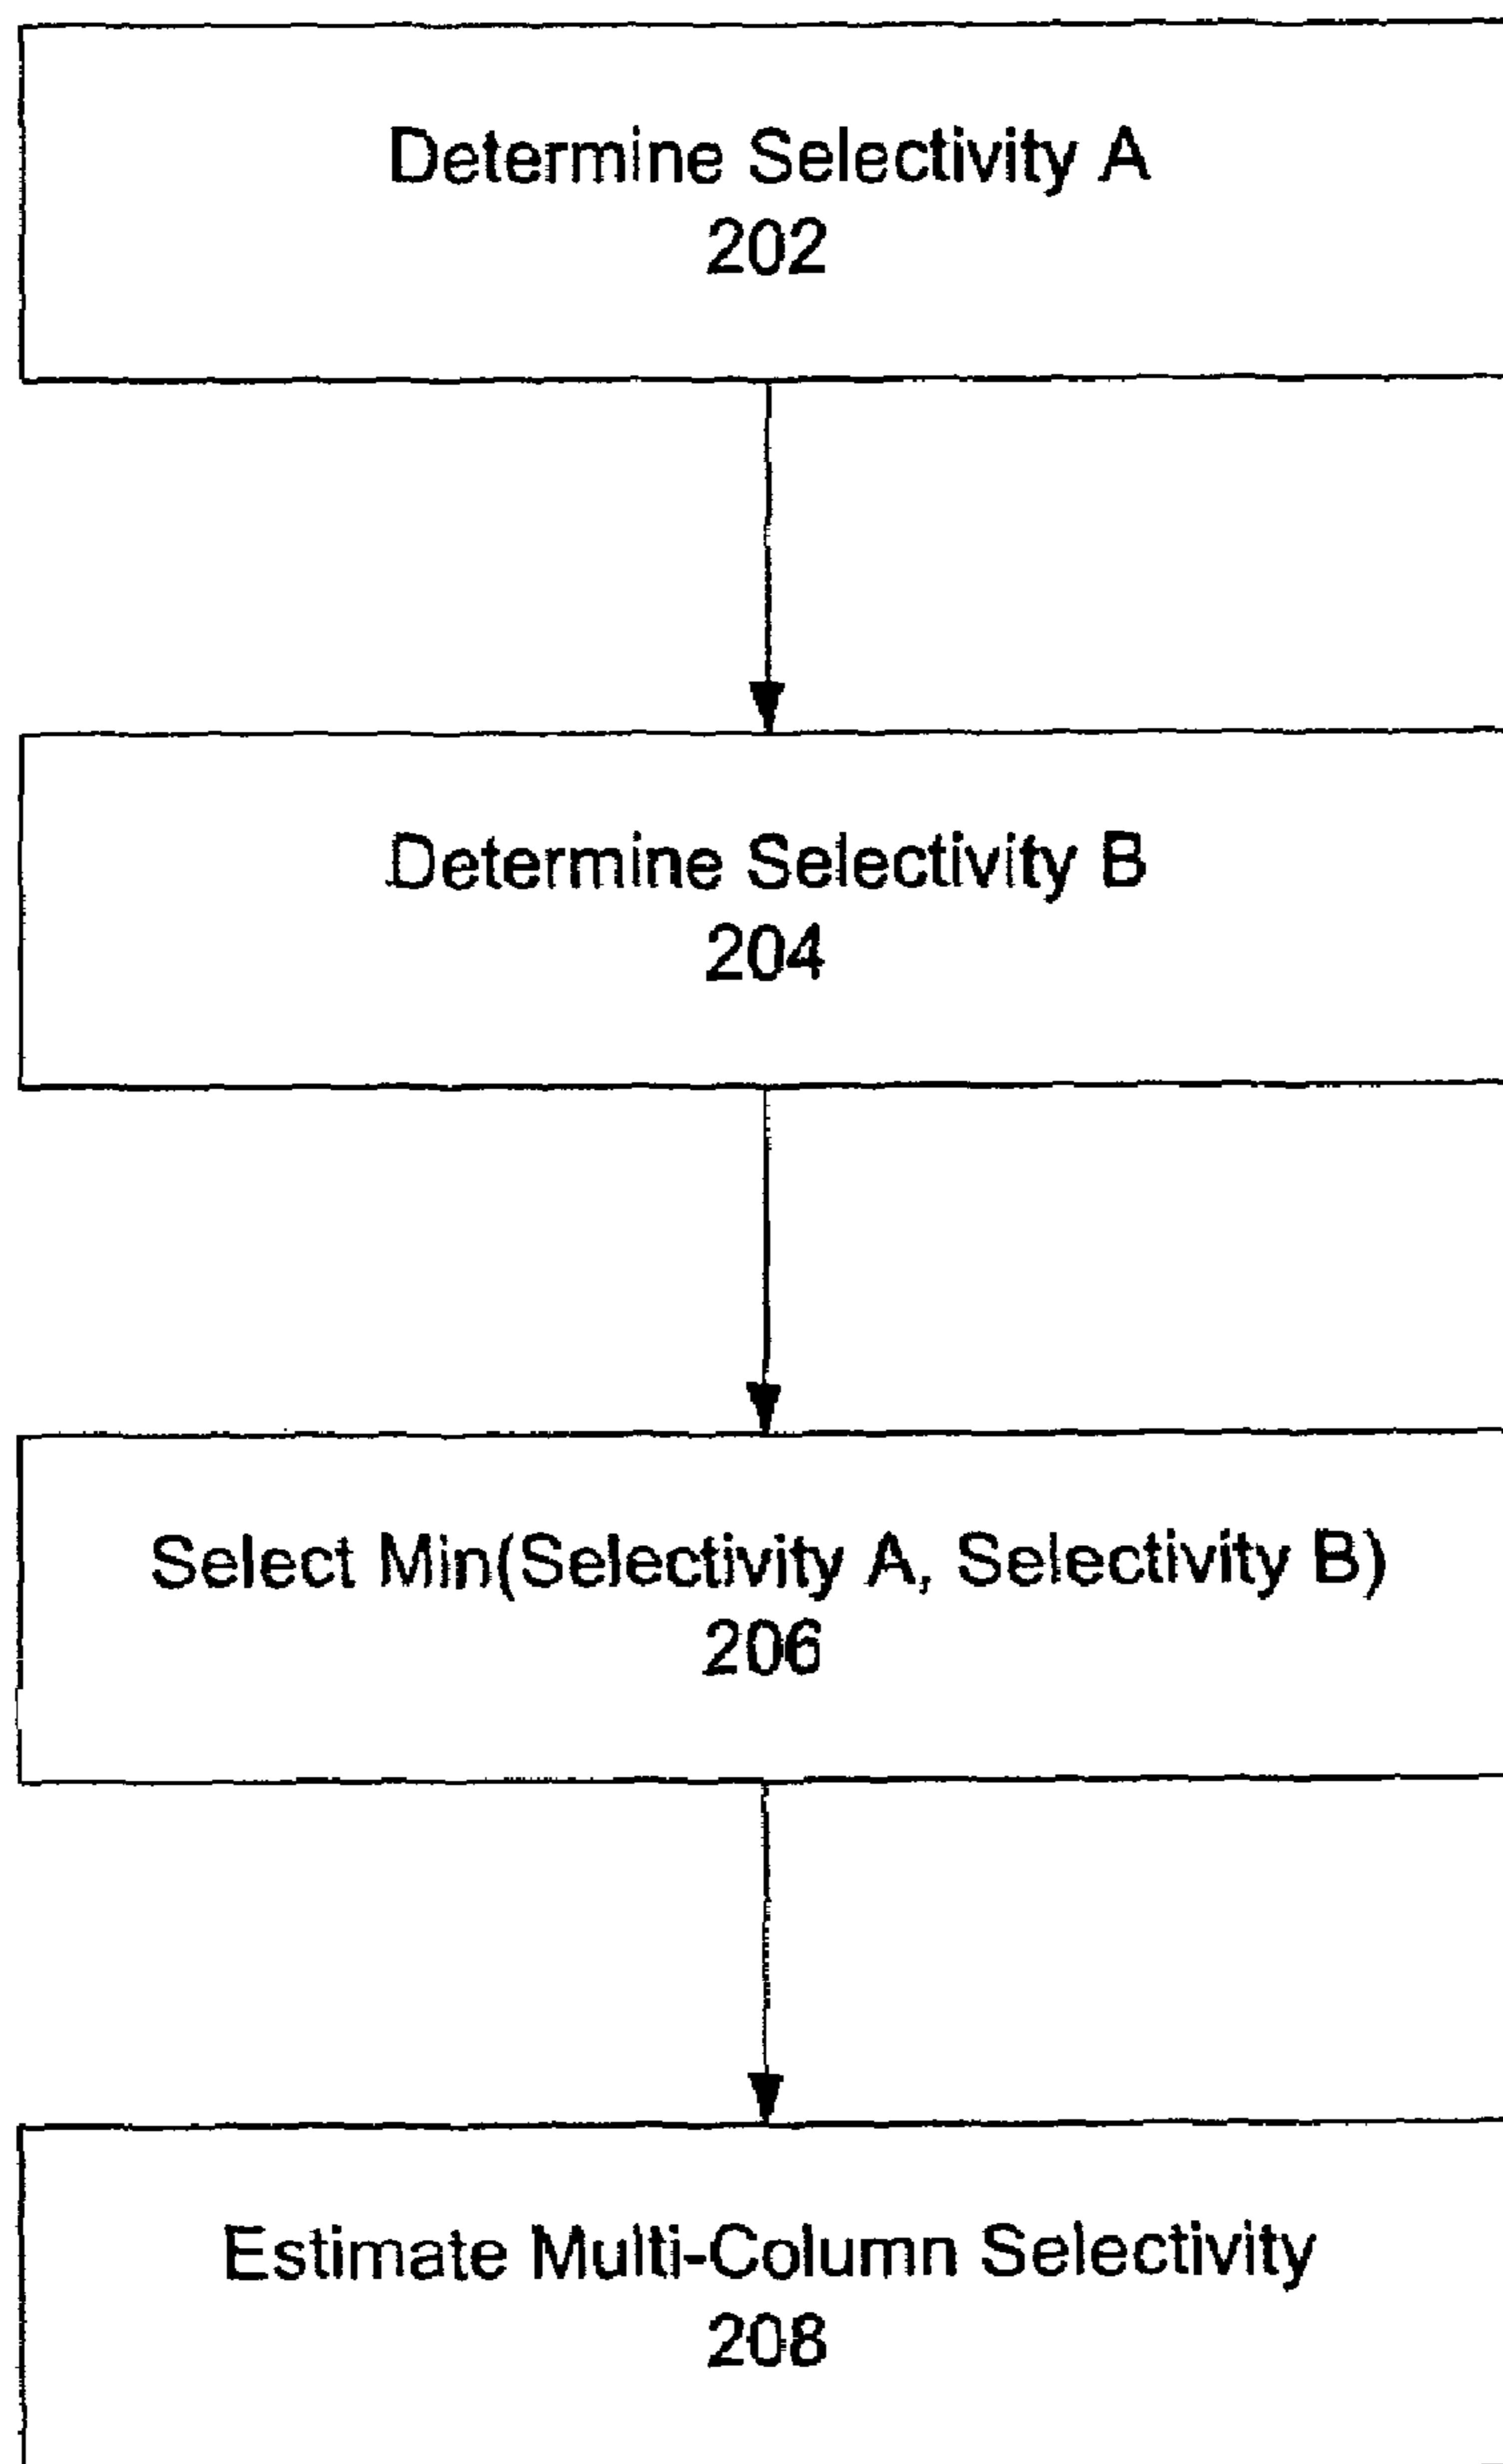 Determine Selectivity A
202
Determine Selectivity B
204
Select Min(Selectivity A, Selectivity B)
206
Estimate Multi-Column Selectivity
208